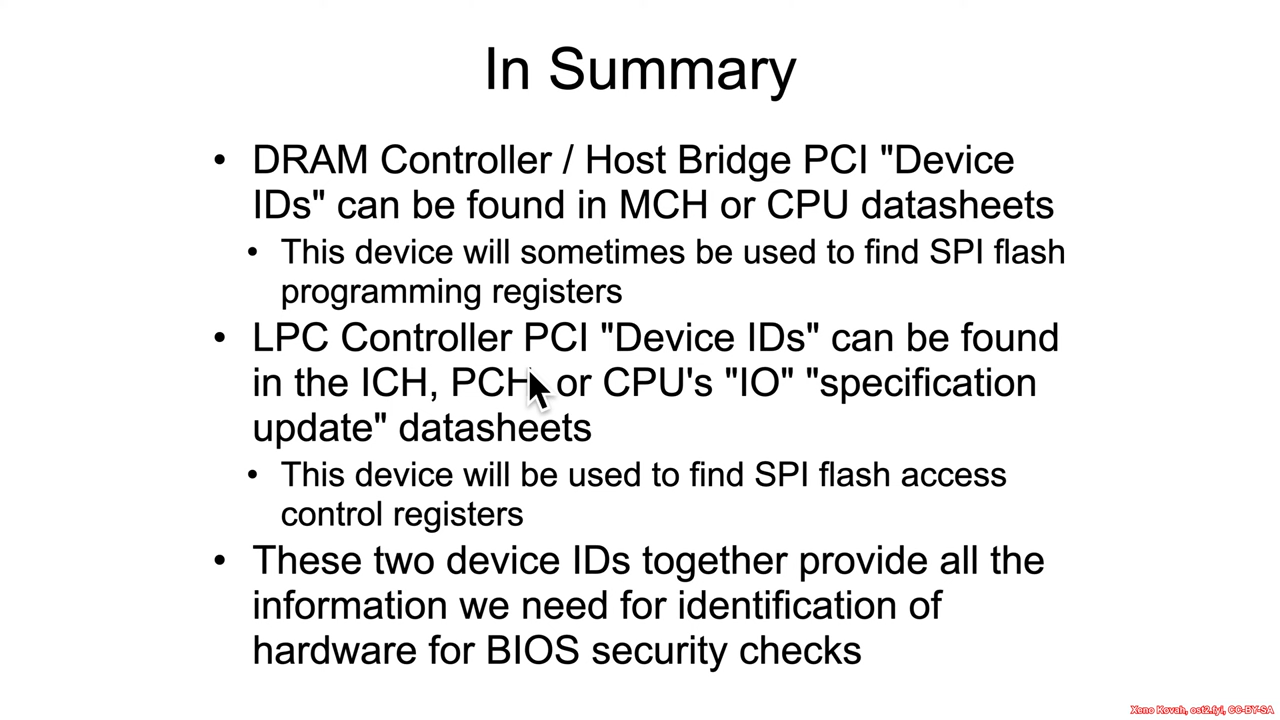 In Summary
• DRAM Controller / Host Bridge PCI "Device
IDs" can be found in MCH or CPU datasheets
• This device will sometimes be used to find SPI flash
programming registers
• LPC Controller PCI "Device IDs" can be found
in the ICH, PCH, or CPU's "IO" "specification
update" datasheets
• This device will be used to find SPI flash access
control registers
• These two device IDs together provide all the
information we need for identification of
hardware for BIOS security checks
Xeno Kovah, ost2.fyi, CC-BY-SA